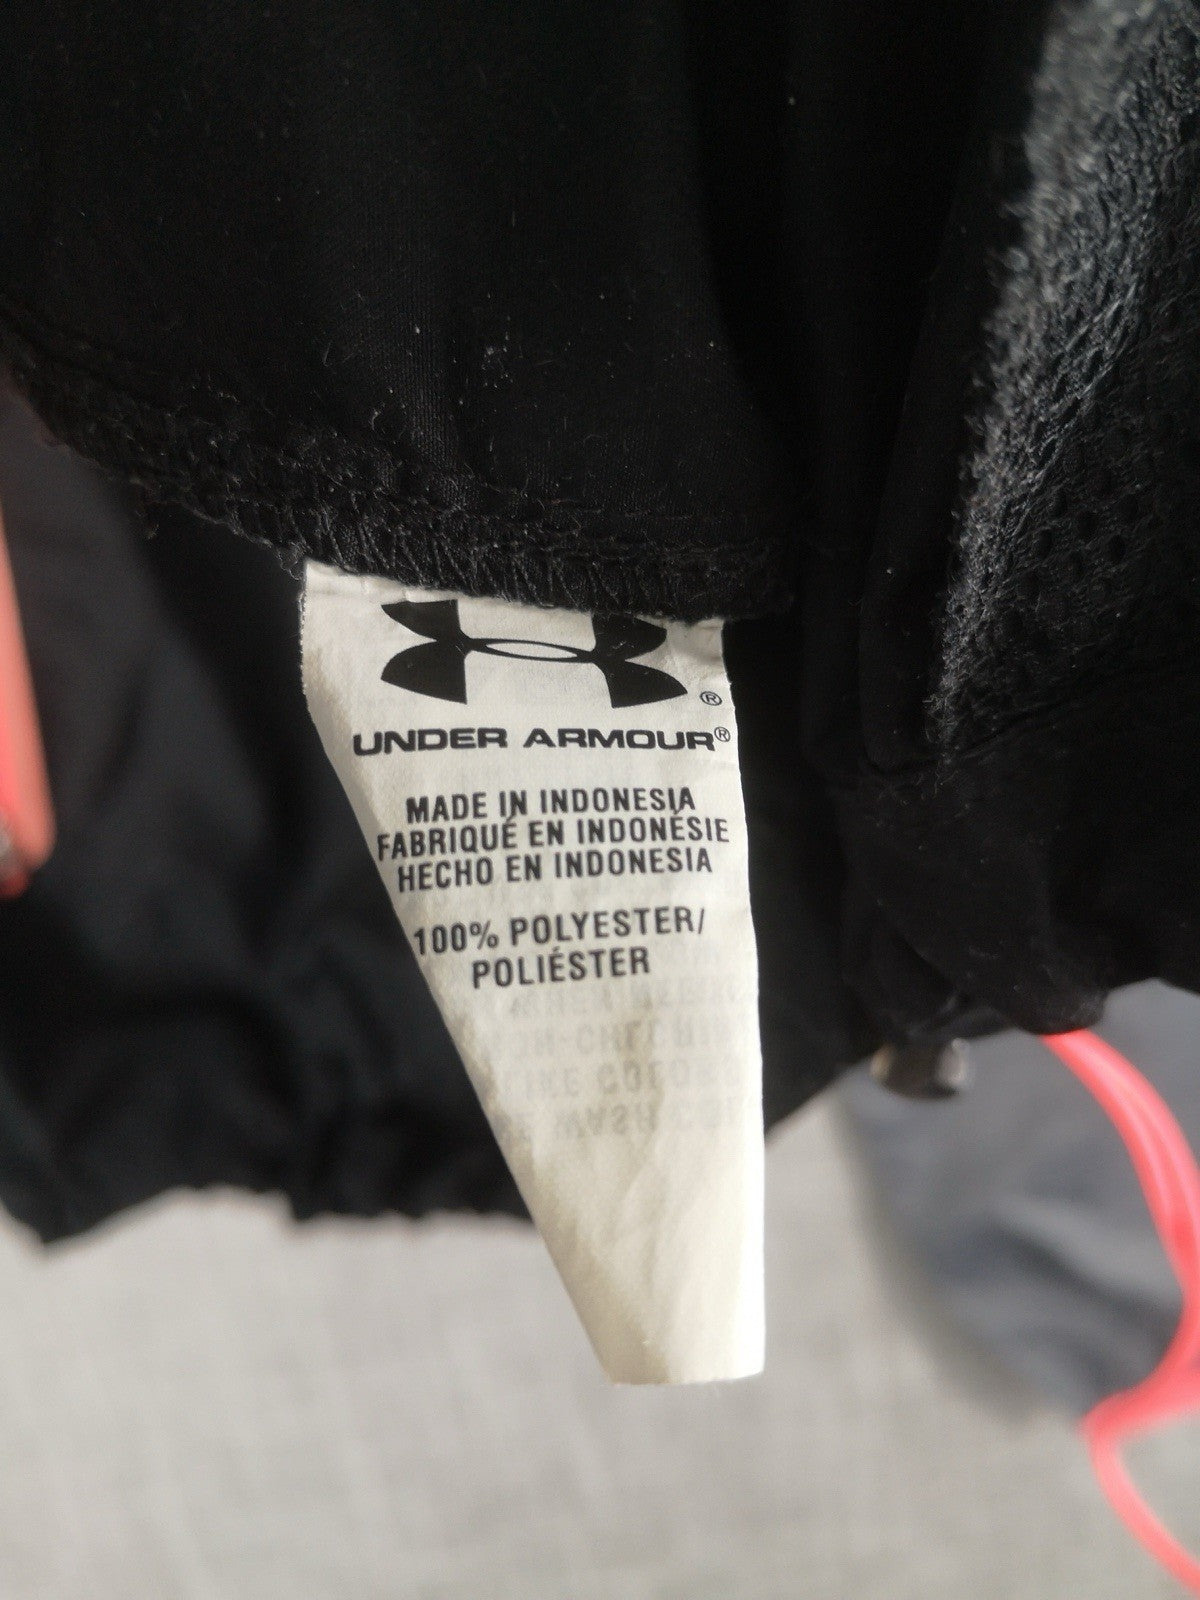 ®
UNDER ARMOUR®
MADE IN INDONESIA
FABRIQUÉ EN INDONÉSIE
HECHO EN INDONESIA
100% POLYESTER/
POLIÉSTER